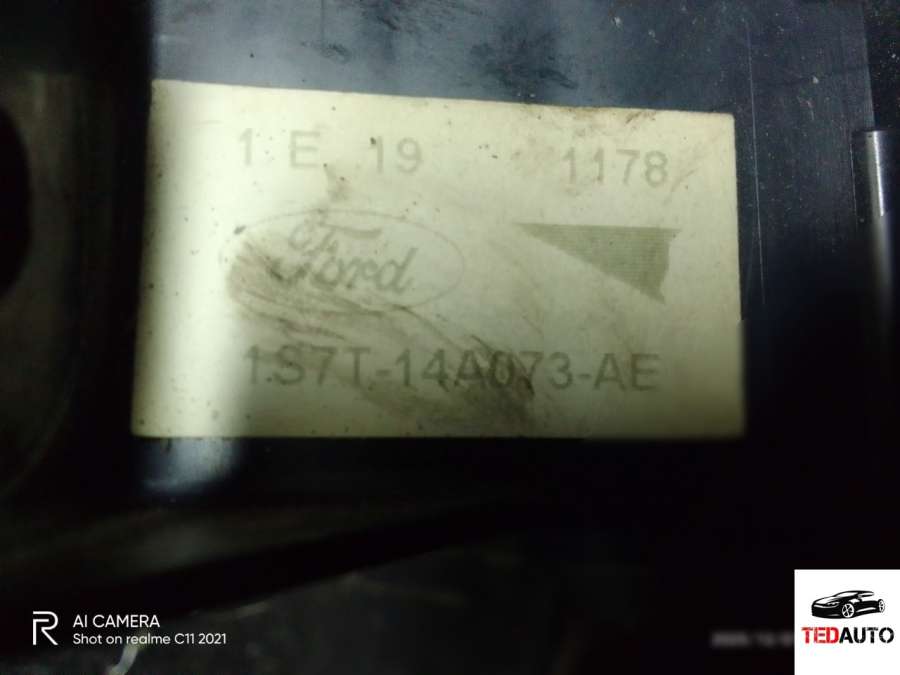 1 E 19 1178
Ford
1S7T-14A073-AE
AI CAMERA
Shot on realme C11 2021
TEDAUTO